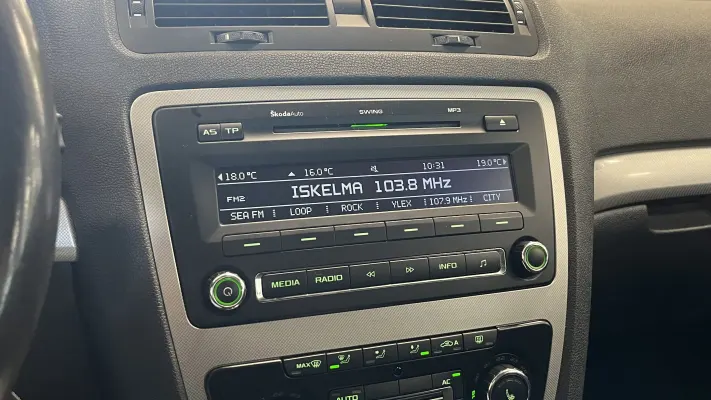 ŠkodaAuto SWING MP3
AS TP
18.0°C 16.0°C 10:31 19.0°C
FM2 ISKELMA 103.8 MHz
SEA FM LOOP ROCK YLEX 107.9 MHz CITY
MEDIA RADIO INFO
MAX A
AUTO AC